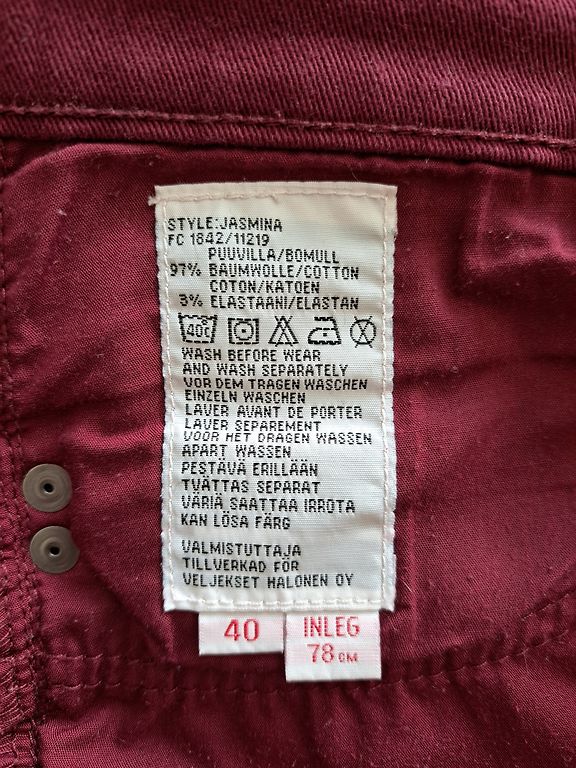 STYLE:JASMINA
FC 1842/11219
PUUVILLA/BOMULL
97% BAUMWOLLE/COTTON
COTON/KATOEN
3% ELASTAANI/ELASTAN
40C
WASH BEFORE WEAR
AND WASH SEPARATELY
VOR DEM TRAGEN WASCHEN
EINZELN WASCHEN
LAVER AVANT DE PORTER
LAVER SEPAREMENT
VOOR HET DRAGEN WASSEN
APART WASSEN
PESTÄVÄ ERILLÄÄN
TVÄTTAS SEPARAT
VÄRIÄ SAATTAA IRROTA
KAN LÖSA FÄRG
VALMISTUTTAJA
TILLVERKAD FÖR
VELJEKSET HALONEN OY
40
INLEG
78 CM